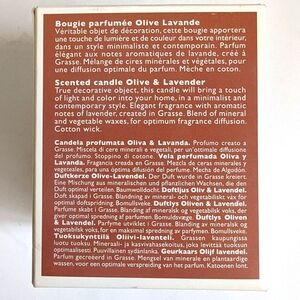 Bougie parfumée Olive Lavande
Véritable objet de décoration, cette bougie apportera
une touche de lumière et de couleur dans votre intérieur,
dans un style minimaliste et contemporain. Parfum
élégant aux notes aromatiques de lavande, créé à
Grasse. Mélange de cires minérales et végétales, pour
une diffusion optimale du parfum. Mèche en coton.
Scented candle Olive & Lavender
True decorative object, this candle will bring a touch
of light and color into your home, in a minimalist and
contemporary style. Elegant fragrance with aromatic
notes of lavender, created in Grasse. Blend of mineral
and vegetable waxes, for optimum fragrance diffusion.
Cotton wick.
Candela profumata Oliva & Lavanda. Profumo creato a
Grasse. Miscela di cere minerali e vegetali, per un'ottimale diffusione
del profumo. Stoppino di cotone. Vela perfumada Oliva y
Lavanda. Fragancia creada en Grasse. Mezcla de ceras minerales y
vegetales para una óptima difusión del perfume. Mecha de Algodón.
Duftkerze Olive-Lavendel. Der Duft wurde in Grasse kreiert
Eine Mischung aus mineralischen und pflanzlichen Wachsen, die den
Duft optimal verteilen. Baumwolldocht. Doftljus Oliv & Lavendel.
Doft skapad i Grasse. Blandning av mineral- och vegetabiliskt vax för
optimal doftspridning. Bomullsveke. Duftlys Oliven & Lavendel.
Parfume skabt i Grasse. Blanding af mineralsk og vegetabilsk voks, der
giver optimal spredning af parfumen. Bomuldsvæge. Duftlys Oliven
& Lavendel. Parfyme utviklet i Grasse. Blanding av mineralsk og
vegetabilsk voks, for optimal spredning av parfymen. Bomullsveke.
Tuoksukynttilä Oliivi-laventeli. Grassen kaupungissa
luotu tuoksu. Mineraali- ja kasvivahasekoitus, joka levittää tuoksun
optimaalisesti. Puuvillainen sydänlanka. Geurkaars Olijf lavendel.
Parfum gecreëerd in Grasse. Mengsel van minerale en plantaardige
wassen, voor een optimale verspreiding van het parfum. Katoenen lont.